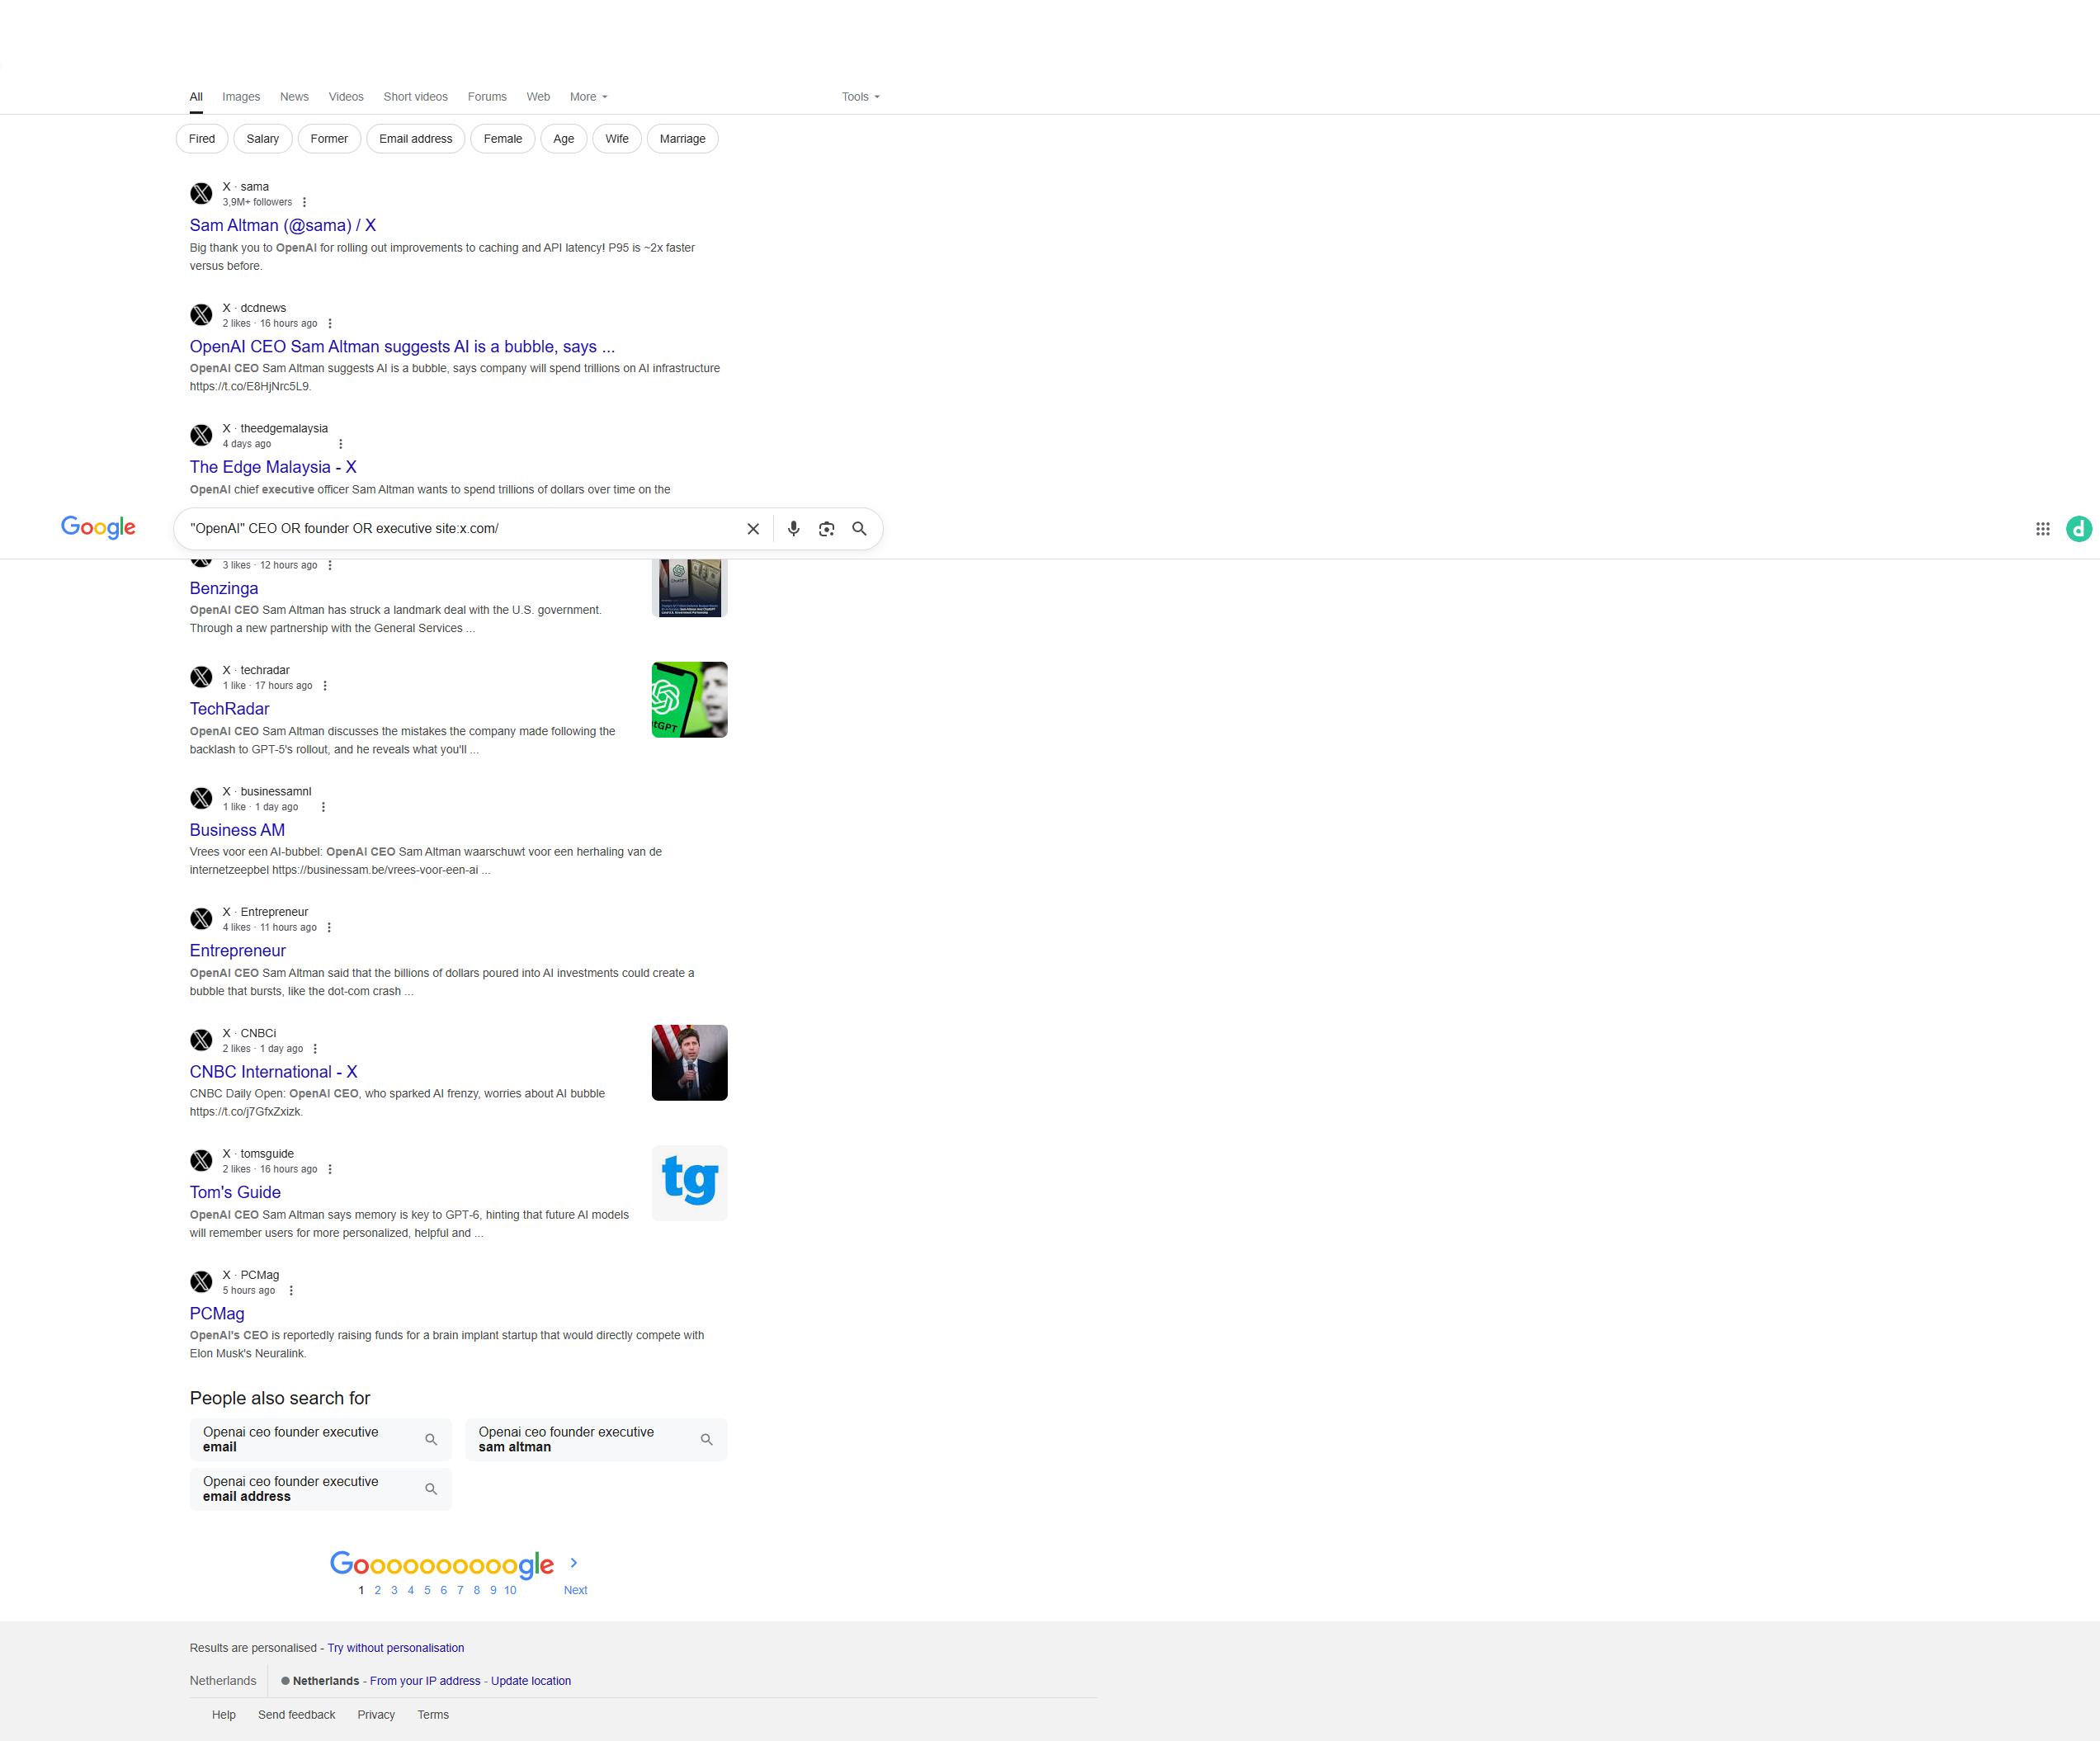 All Images News Videos Short videos Forums Web More Tools
Fired Salary Former Email address Female Age Wife Marriage
X · sama
3,9M+ followers
Sam Altman (@sama) / X
Big thank you to OpenAI for rolling out improvements to caching and API latency! P95 is ~2x faster
versus before.
X · dcdnews
2 likes · 16 hours ago
OpenAI CEO Sam Altman suggests AI is a bubble, says ...
OpenAI CEO Sam Altman suggests AI is a bubble, says company will spend trillions on AI infrastructure
https://t.co/E8HjNrc5L9.
X · theedgemalaysia
4 days ago
The Edge Malaysia - X
OpenAI chief executive officer Sam Altman wants to spend trillions of dollars over time on the
Google "OpenAI" CEO OR founder OR executive site:x.com/ d
3 likes · 12 hours ago
Benzinga
OpenAI CEO Sam Altman has struck a landmark deal with the U.S. government.
Through a new partnership with the General Services ...
X · techradar
1 like · 17 hours ago
TechRadar
OpenAI CEO Sam Altman discusses the mistakes the company made following the
backlash to GPT-5's rollout, and he reveals what you'll ...
tGPT
X · businessamnl
1 like · 1 day ago
Business AM
Vrees voor een AI-bubbel: OpenAI CEO Sam Altman waarschuwt voor een herhaling van de
internetzeepbel https://businessam.be/vrees-voor-een-ai ...
X · Entrepreneur
4 likes · 11 hours ago
Entrepreneur
OpenAI CEO Sam Altman said that the billions of dollars poured into AI investments could create a
bubble that bursts, like the dot-com crash ...
X · CNBCi
2 likes · 1 day ago
CNBC International - X
CNBC Daily Open: OpenAI CEO, who sparked AI frenzy, worries about AI bubble
https://t.co/j7GfxZxizk.
X · tomsguide
2 likes · 16 hours ago
Tom's Guide
OpenAI CEO Sam Altman says memory is key to GPT-6, hinting that future AI models
will remember users for more personalized, helpful and ...
tg
X · PCMag
5 hours ago
PCMag
OpenAI's CEO is reportedly raising funds for a brain implant startup that would directly compete with
Elon Musk's Neuralink.
People also search for
Openai ceo founder executive
email
Openai ceo founder executive
sam altman
Openai ceo founder executive
email address
Goooooooooogle
1 2 3 4 5 6 7 8 9 10 Next
Results are personalised - Try without personalisation
Netherlands Netherlands - From your IP address - Update location
Help Send feedback Privacy Terms